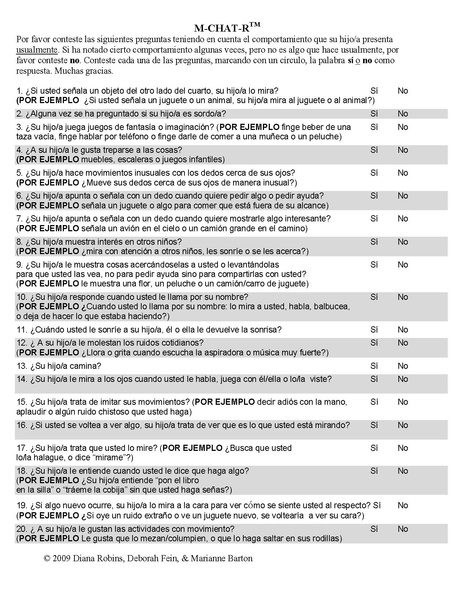 M-CHAT-R™
Por favor conteste las siguientes preguntas teniendo en cuenta el comportamiento que su hijo/a presenta
usualmente. Si ha notado cierto comportamiento algunas veces, pero no es algo que hace usualmente, por
favor conteste no. Conteste cada una de las preguntas, marcando con un círculo, la palabra si o no como
respuesta. Muchas gracias.
1. ¿Si usted señala un objeto del otro lado del cuarto, su hijo/a lo mira? Sí No
(POR EJEMPLO ¿Si usted señala un juguete o un animal, su hijo/a mira al juguete o al animal?)
2. ¿Alguna vez se ha preguntado si su hijo/a es sordo/a? Sí No
3. ¿Su hijo/a juega juegos de fantasía o imaginación? (POR EJEMPLO finge beber de una Sí No
taza vacía, finge hablar por teléfono o finge darle de comer a una muñeca o un peluche)
4. ¿A su hijo/a le gusta treparse a las cosas? Sí No
(POR EJEMPLO) muebles, escaleras o juegos infantiles)
5. ¿Su hijo/a hace movimientos inusuales con los dedos cerca de sus ojos? Sí No
(POR EJEMPLO) ¿Mueve sus dedos cerca de sus ojos de manera inusual?)
6. ¿Su hijo/a apunta o señala con un dedo cuando quiere pedir algo o pedir ayuda? Sí No
(POR EJEMPLO) señala un juguete o algo para comer que está fuera de su alcance)
7. ¿Su hijo/a apunta o señala con un dedo cuando quiere mostrarle algo interesante? Sí No
(POR EJEMPLO) señala un avión en el cielo o un camión grande en el camino)
8. ¿Su hijo/a muestra interés en otros niños? Sí No
(POR EJEMPLO) ¿mira con atención a otros niños, les sonríe o se les acerca?)
9. ¿Su hijo/a le muestra cosas acercándoselas a usted o levantándolas Sí No
para que usted las vea, no para pedir ayuda sino para compartirlas con usted?
(POR EJEMPLO le muestra una flor, un peluche o un camión/carro de juguete)
10. ¿Su hijo/a responde cuando usted le llama por su nombre? Sí No
(POR EJEMPLO ¿Cuando usted lo llama por su nombre: lo mira a usted, habla, balbucea,
o deja de hacer lo que estaba haciendo?)
11. ¿Cuándo usted le sonríe a su hijo/a, él o ella le devuelve la sonrisa? Sí No
12. ¿ A su hijo/a le molestan los ruidos cotidianos? Sí No
(POR EJEMPLO) ¿Llora o grita cuando escucha la aspiradora o música muy fuerte?)
13. ¿Su hijo/a camina? Sí No
14. ¿Su hijo/a le mira a los ojos cuando usted le habla, juega con él/ella o lo/la viste? Sí No
15. ¿Su hijo/a trata de imitar sus movimientos? (POR EJEMPLO) decir adiós con la mano, Sí No
aplaudir o algún ruido chistoso que usted haga)
16. ¿Si usted se voltea a ver algo, su hijo/a trata de ver que es lo que usted está mirando? Sí No
17. ¿Su hijo/a trata que usted lo mire? (POR EJEMPLO) ¿Busca que usted Sí No
lo/la halague, o dice “mirame”?)
18. ¿Su hijo/a le entiende cuando usted le dice que haga algo? Sí No
(POR EJEMPLO ¿Su hijo/a entiende “pon el libro
en la silla” o “tráeme la cobija” sin que usted haga señas?)
19. ¿Si algo nuevo ocurre, su hijo/a lo mira a la cara para ver cómo se siente usted al respecto? Sí No
(POR EJEMPLO ¿Si oye un ruido extraño o ve un juguete nuevo, se voltearía a ver su cara?)
20. ¿ A su hijo/a le gustan las actividades con movimiento? Sí No
(POR EJEMPLO Le gusta que lo mezan/columpien, o que lo haga saltar en sus rodillas)
© 2009 Diana Robins, Deborah Fein, & Marianne Barton